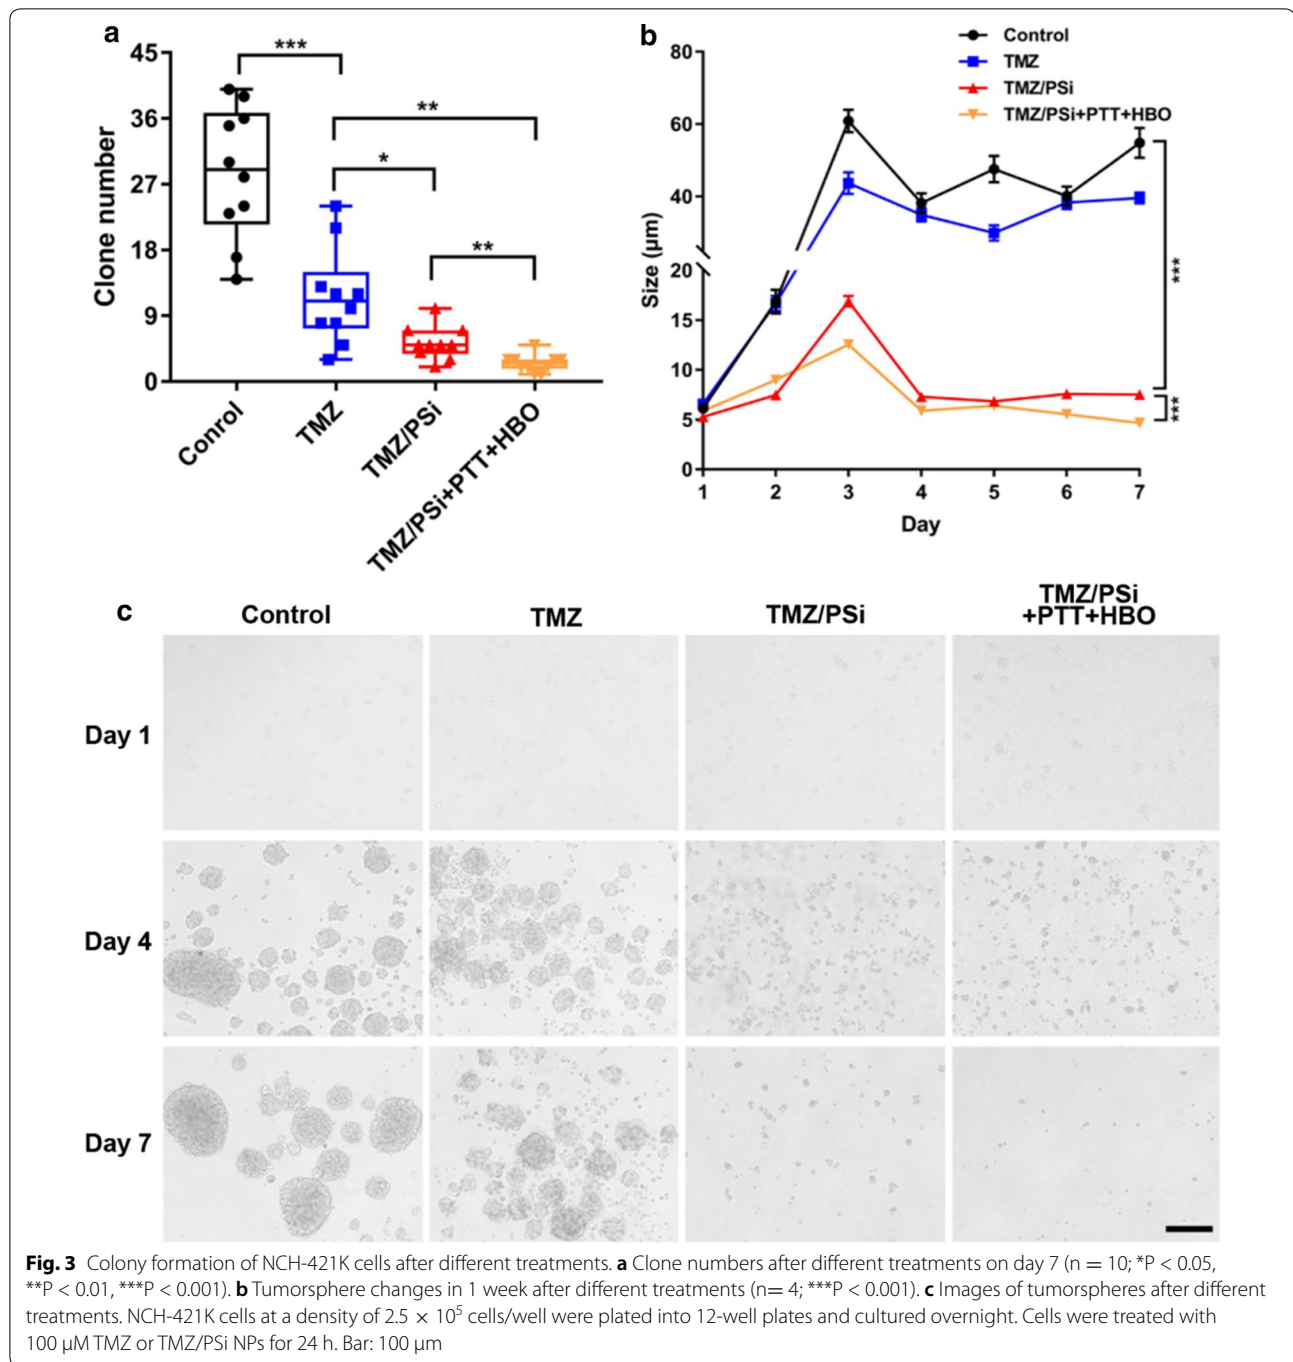 a
45
36
27
18
9
0
Clone number
***
**
*
**
Conrol
TMZ
TMZ/PSi
TMZ/PSi+PTT+HBO
b
Control
TMZ
TMZ/PSi
TMZ/PSi+PTT+HBO
80
60
40
20
15
10
5
0
Size (μm)
1 2 3 4 5 6 7
Day
***
***
c
Control TMZ TMZ/PSi TMZ/PSi
+PTT+HBO
Day 1
Day 4
Day 7
Fig. 3 Colony formation of NCH-421K cells after different treatments. a Clone numbers after different treatments on day 7 (n = 10; *P < 0.05,
**P < 0.01, ***P < 0.001). b Tumorsphere changes in 1 week after different treatments (n= 4; ***P < 0.001). c Images of tumorspheres after different
treatments. NCH-421K cells at a density of 2.5 × 10⁵ cells/well were plated into 12-well plates and cultured overnight. Cells were treated with
100 μM TMZ or TMZ/PSi NPs for 24 h. Bar: 100 μm